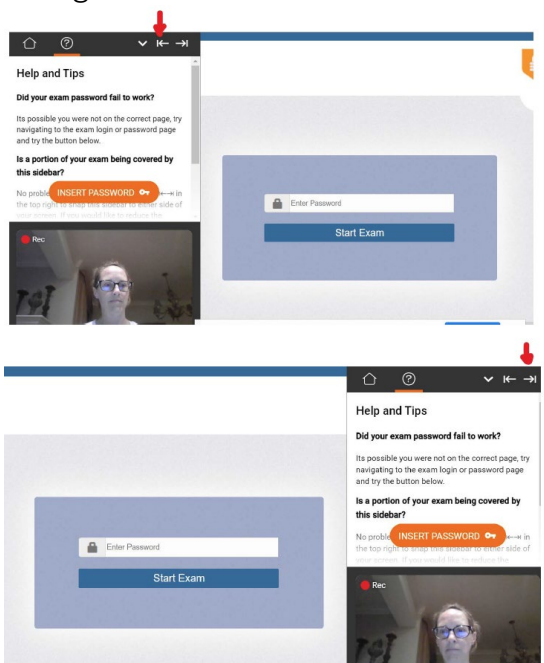 Help and Tips
Did your exam password fail to work?
Its possible you were not on the correct page, try
navigating to the exam login or password page
and try the button below.
Is a portion of your exam being covered by
this sidebar?
No proble INSERT PASSWORD in
the top right to snap this sidebar to either side of
your screen. If you would like to reduce the
Rec
Enter Password
Start Exam
Help and Tips
Did your exam password fail to work?
Its possible you were not on the correct page, try
navigating to the exam login or password page
and try the button below.
Is a portion of your exam being covered by
this sidebar?
No proble INSERT PASSWORD in
the top right to snap this sidebar to either side of
your screen. If you would like to reduce the
Rec
Enter Password
Start Exam